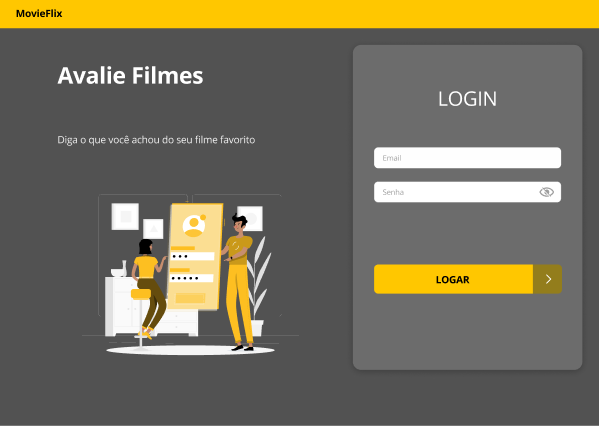 MovieFlix
Avalie Filmes
Diga o que você achou do seu filme favorito
LOGIN
Email
Senha
LOGAR